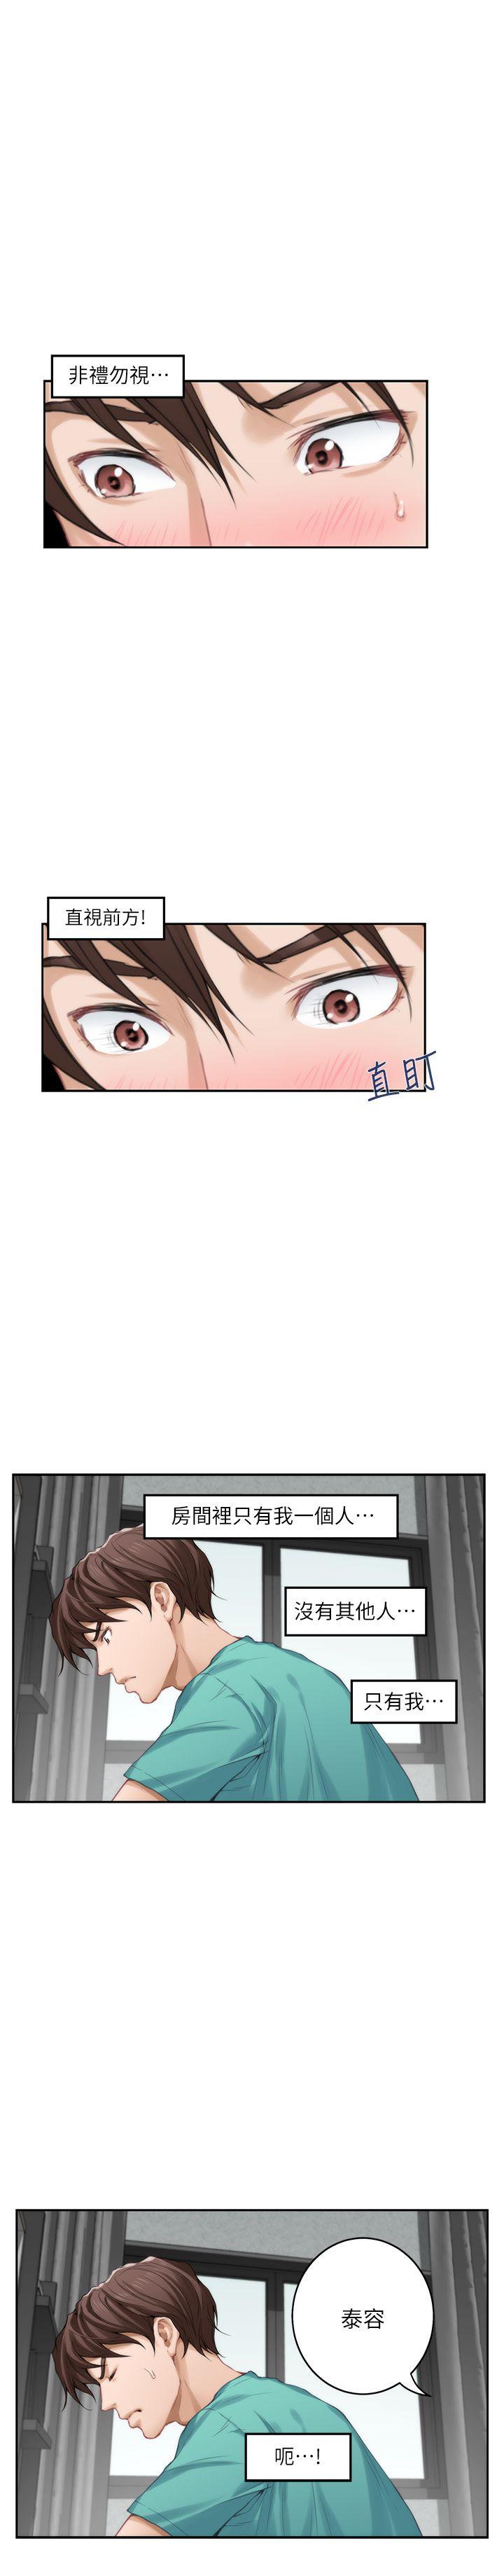 非禮勿視…
直視前方!
直盯
房間裡只有我一個人…
沒有其他人…
只有我…
泰容
呃…!